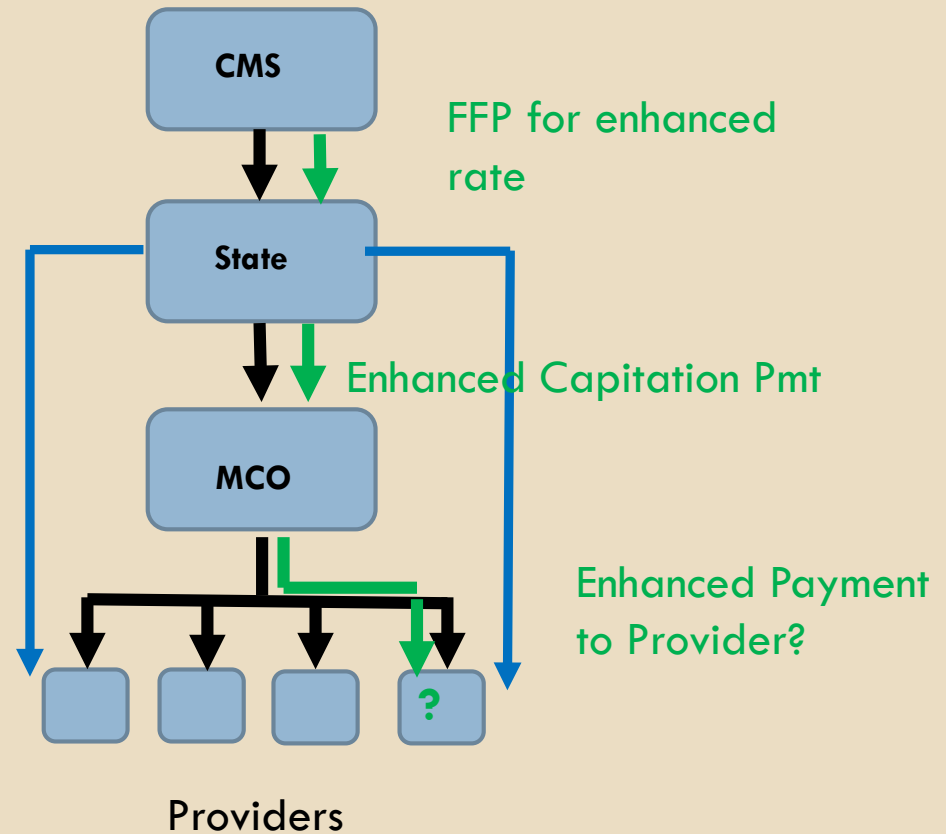 CMS
FFP for enhanced
rate
State
Enhanced Capitation Pmt
MCO
Enhanced Payment
to Provider?
?
Providers